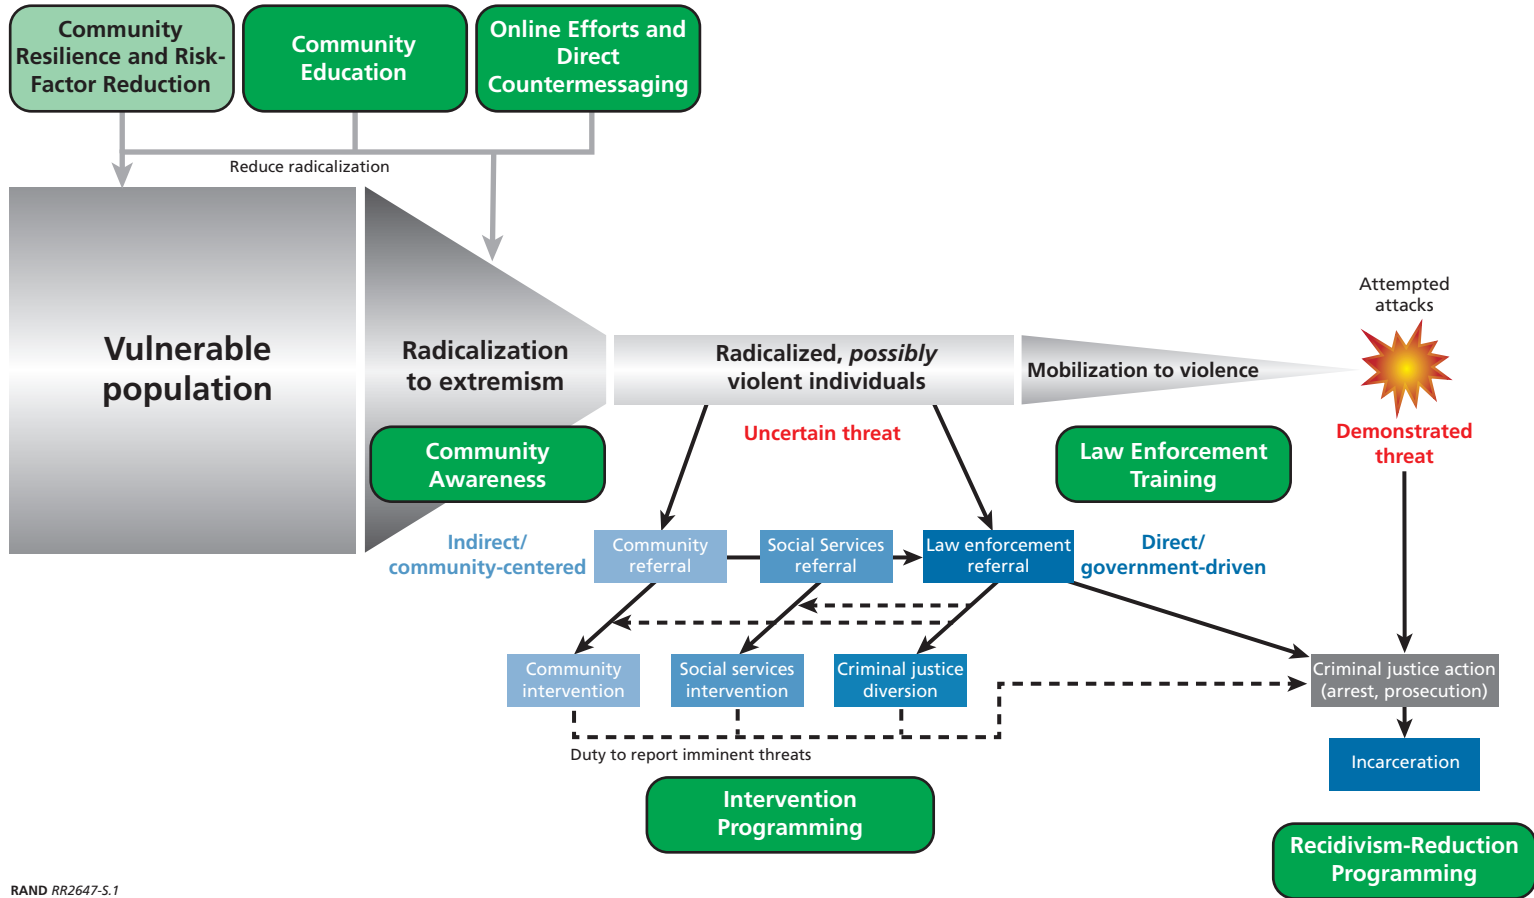 Community
Resilience and Risk-
Factor Reduction
Community
Education
Online Efforts and
Direct
Countermessaging
Reduce radicalization
Vulnerable
population
Radicalization
to extremism
Radicalized, possibly
violent individuals
Mobilization to violence
Attempted
attacks
Uncertain threat
Demonstrated
threat
Community
Awareness
Law Enforcement
Training
Indirect/
community-centered
Community
referral
Social Services
referral
Law enforcement
referral
Direct/
government-driven
Community
intervention
Social services
intervention
Criminal justice
diversion
Criminal justice action
(arrest, prosecution)
Duty to report imminent threats
Incarceration
Intervention
Programming
Recidivism-Reduction
Programming
RAND RR2647-S.1